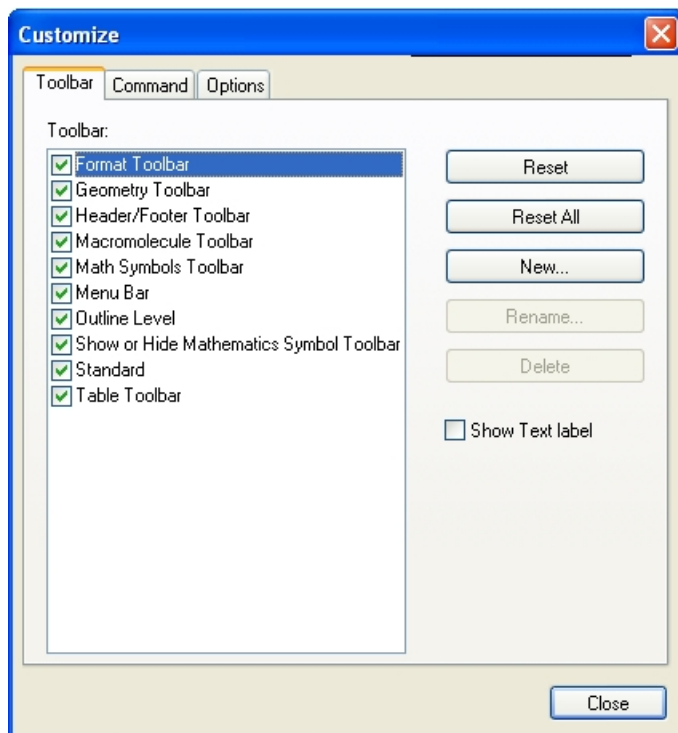 Customize
Toolbar Command Options
Toolbar:
Format Toolbar
Geometry Toolbar
Header/Footer Toolbar
Macromolecule Toolbar
Math Symbols Toolbar
Menu Bar
Outline Level
Show or Hide Mathematics Symbol Toolbar
Standard
Table Toolbar
Reset
Reset All
New...
Rename...
Delete
Show Text label
Close